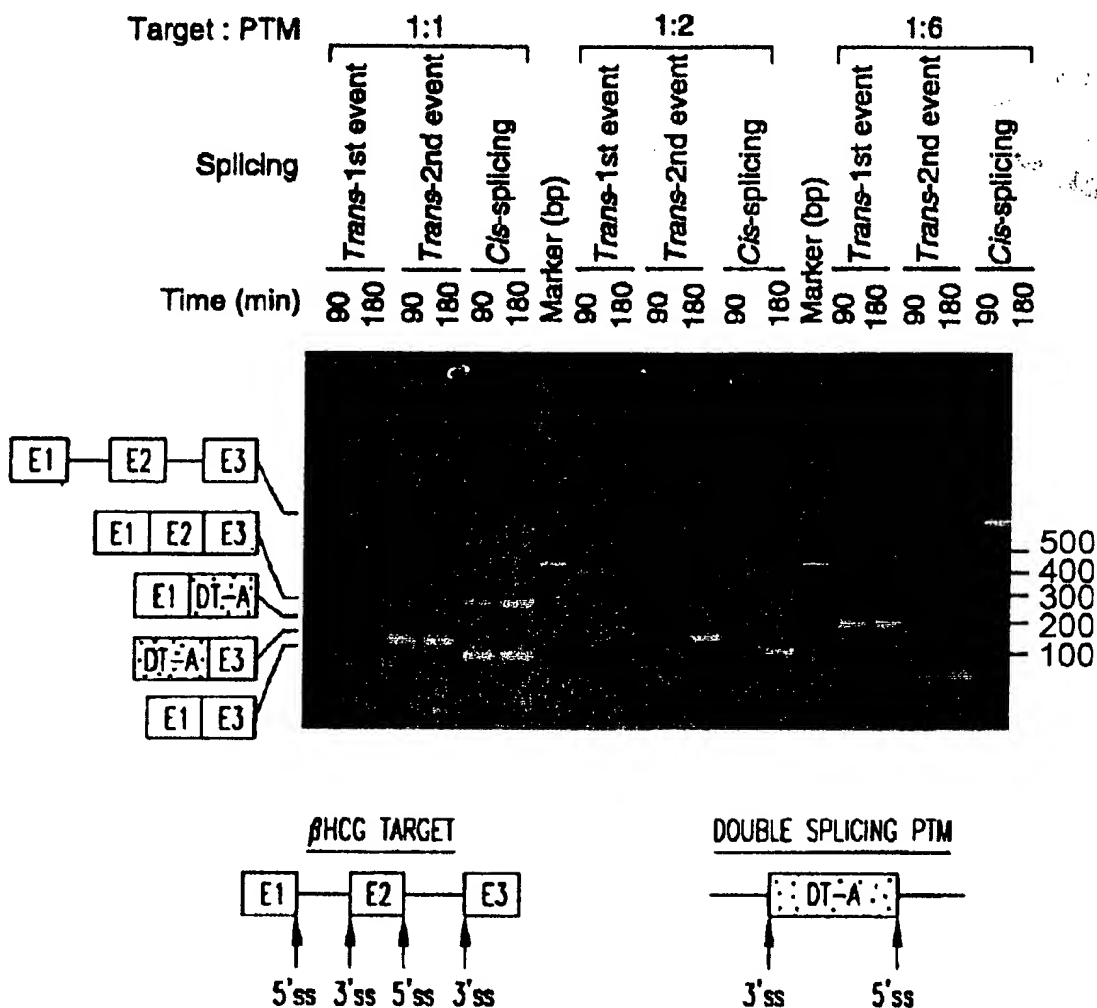 Target : PTM 1:1 1:2 1:6
Splicing Trans-1st event Trans-2nd event Cis-splicing Marker (bp) Trans-1st event Trans-2nd event Cis-splicing Marker (bp) Trans-1st event Trans-2nd event Cis-splicing
Time (min) 90 180 90 180 90 180 90 180 90 180 90 180 90 180 90 180 90 180
E1 E2 E3
E1 E2 E3
E1 DT-A
DT-A E3
E1 E3
500
400
300
200
100
βHCG TARGET
E1 E2 E3
5'ss 3'ss 5'ss 3'ss
DOUBLE SPLICING PTM
DT-A
3'ss 5'ss